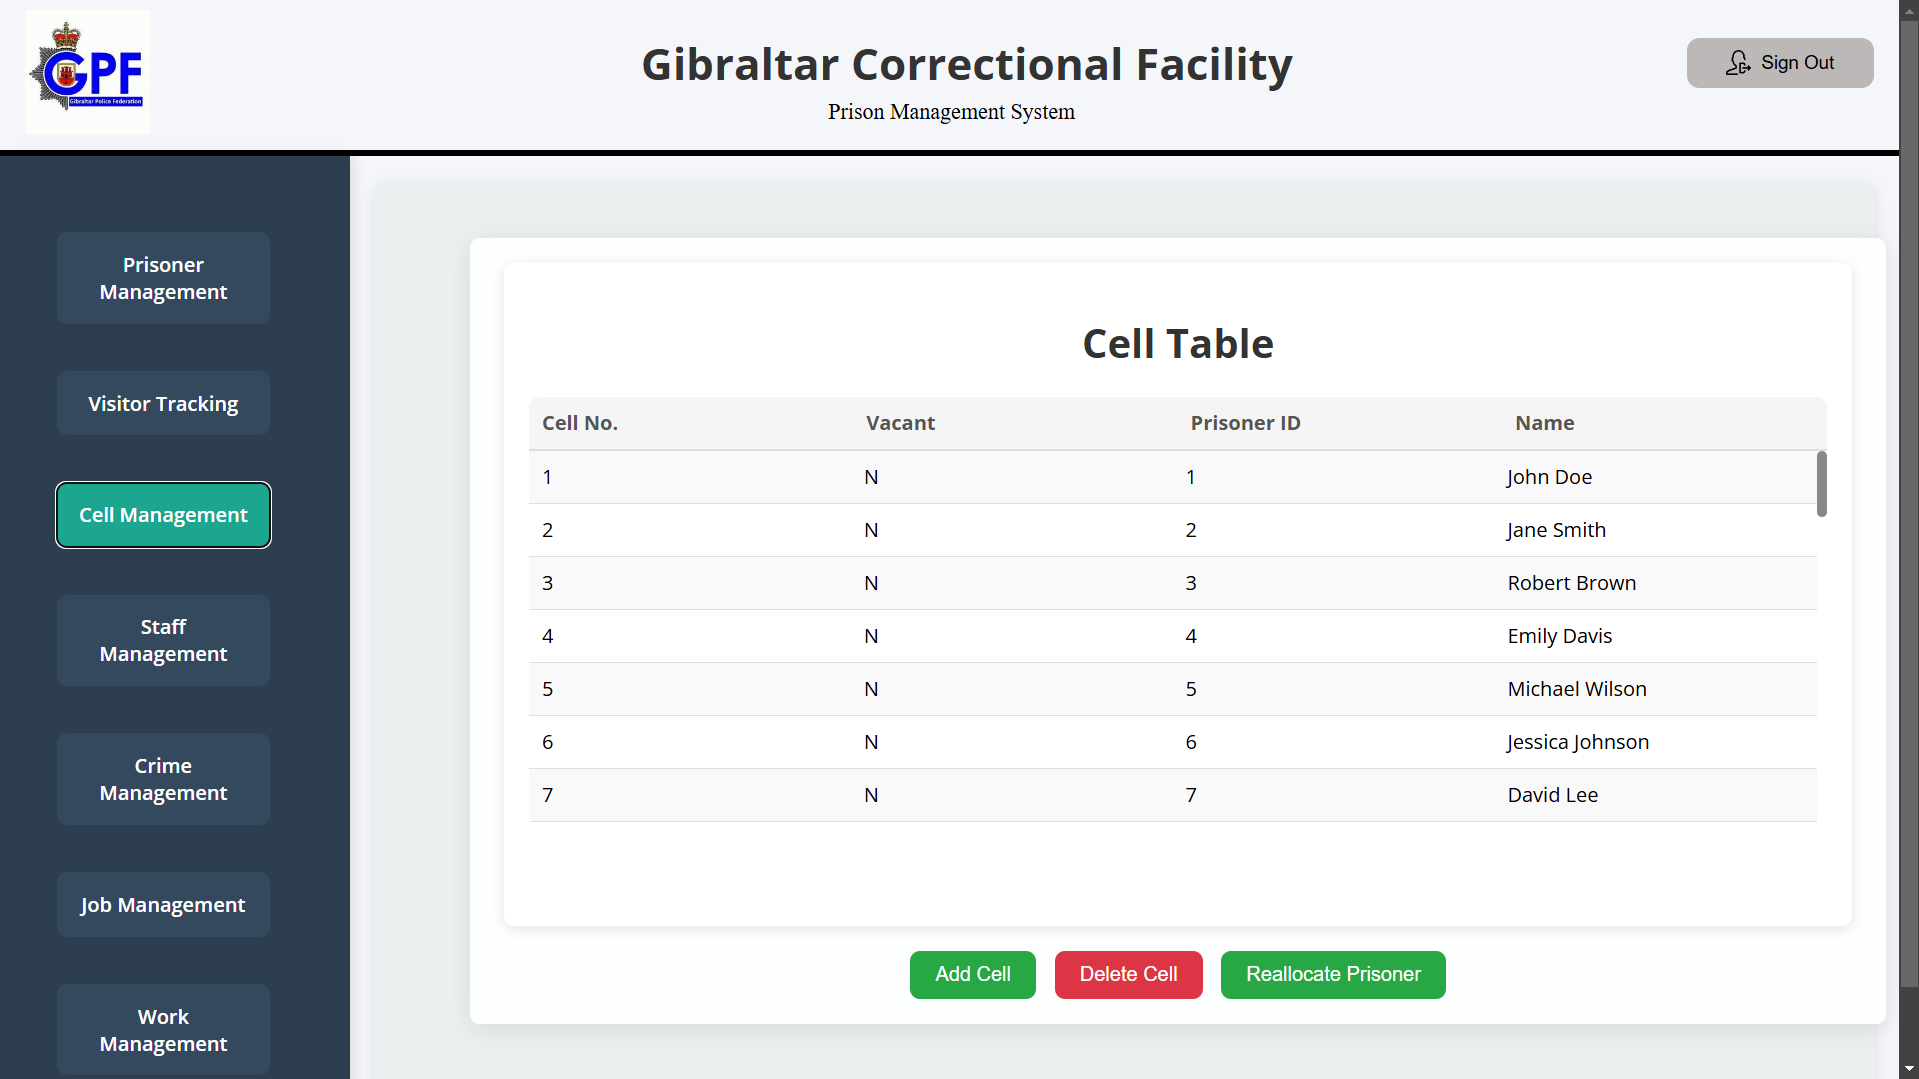 GPF
Gibraltar Police Federation
Gibraltar Correctional Facility
Prison Management System
Sign Out
Prisoner
Management
Visitor Tracking
Cell Management
Staff
Management
Crime
Management
Job Management
Work
Management
Cell Table
Cell No. Vacant Prisoner ID Name
1 N 1 John Doe
2 N 2 Jane Smith
3 N 3 Robert Brown
4 N 4 Emily Davis
5 N 5 Michael Wilson
6 N 6 Jessica Johnson
7 N 7 David Lee
Add Cell Delete Cell Reallocate Prisoner